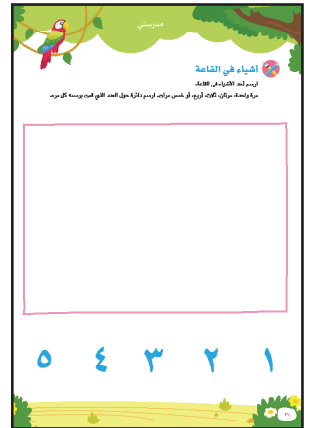 مدرستي
أشياء في القاعة
ارسم أحد الأشياء في القاعة.
مرة واحدة، مرتان، ثلاث، أربع، أو خمس مرات. ارسم دائرة حول العدد الذي قمت برسمه كل مرة.
١ ٢ ٣ ٤ ٥
٣١